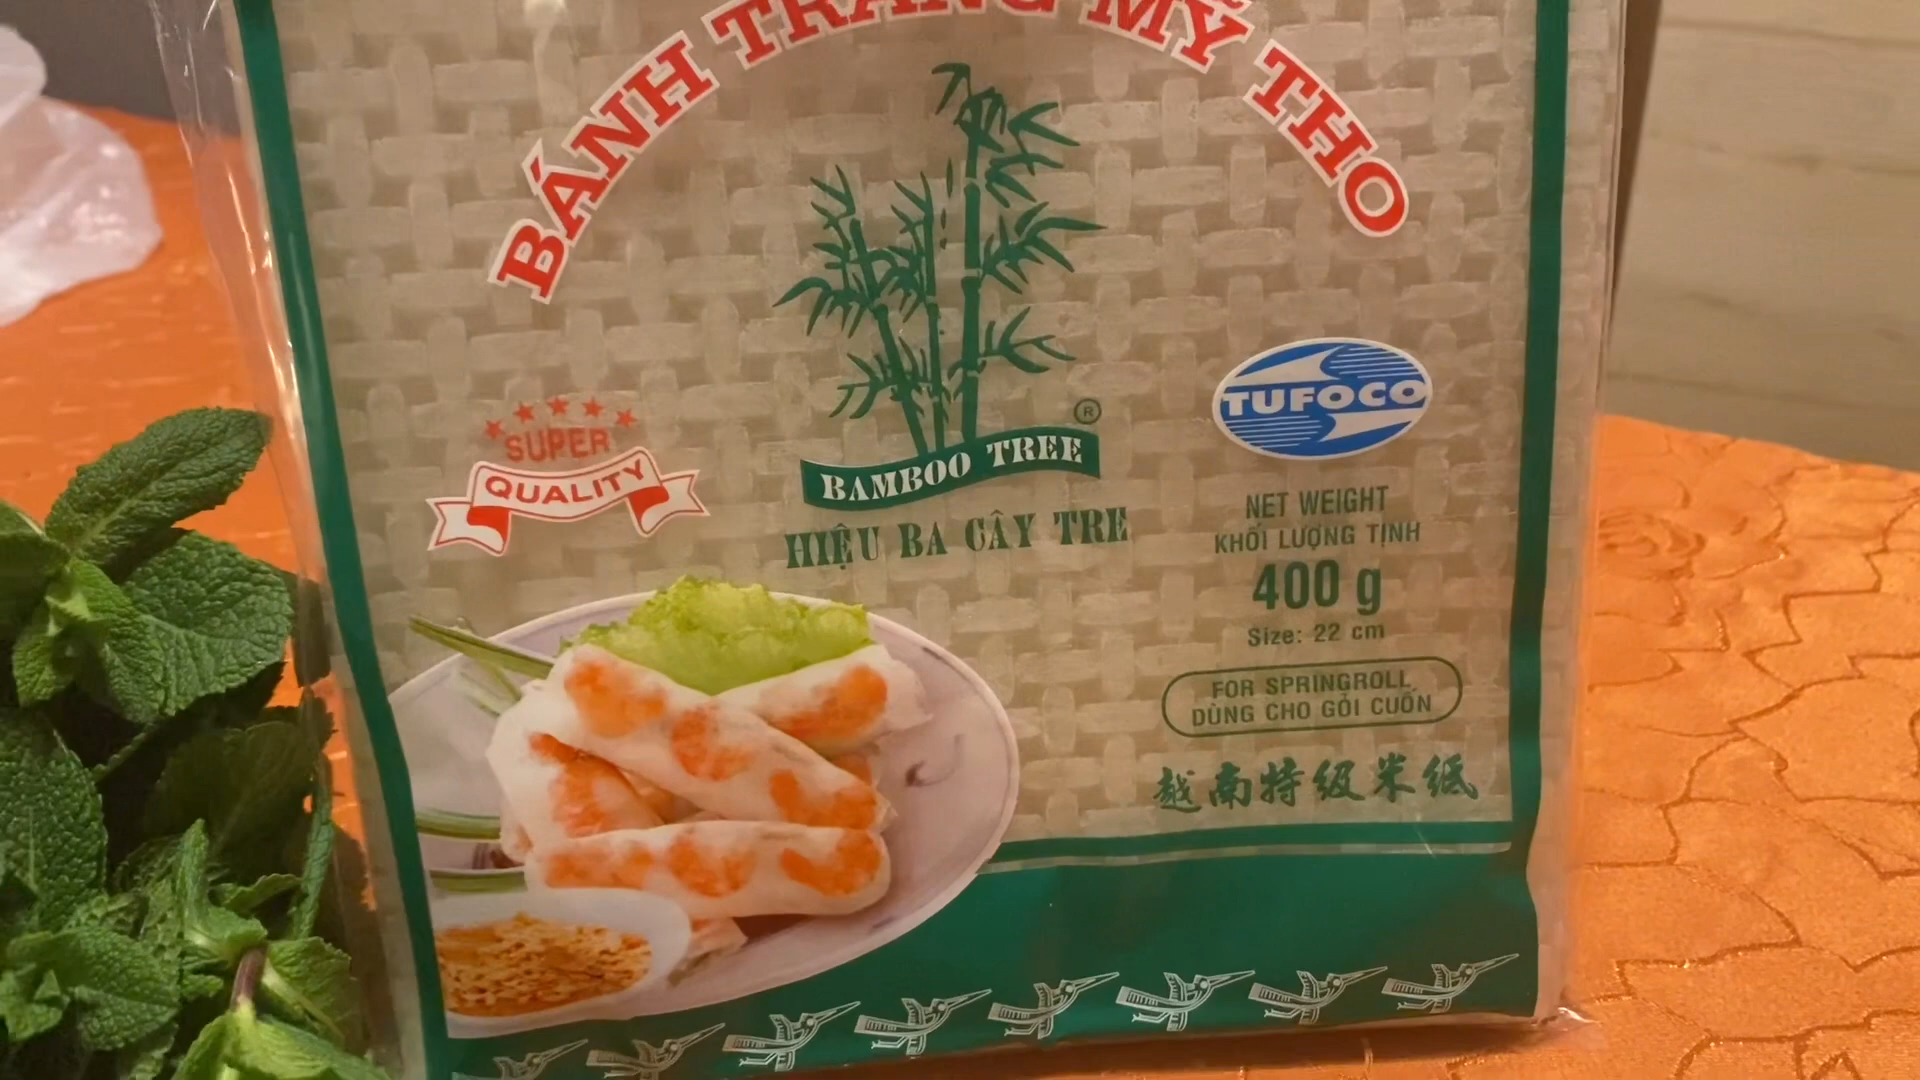 BÁNH TRÁNG MỸ THO
SUPER
QUALITY
®
BAMBOO TREE
HIỆU BA CÂY TRE
TUFOCO
NET WEIGHT
KHỐI LƯỢNG TỊNH
400 g
Size: 22 cm
FOR SPRINGROLL
DÙNG CHO GỎI CUỐN
越南特级米纸